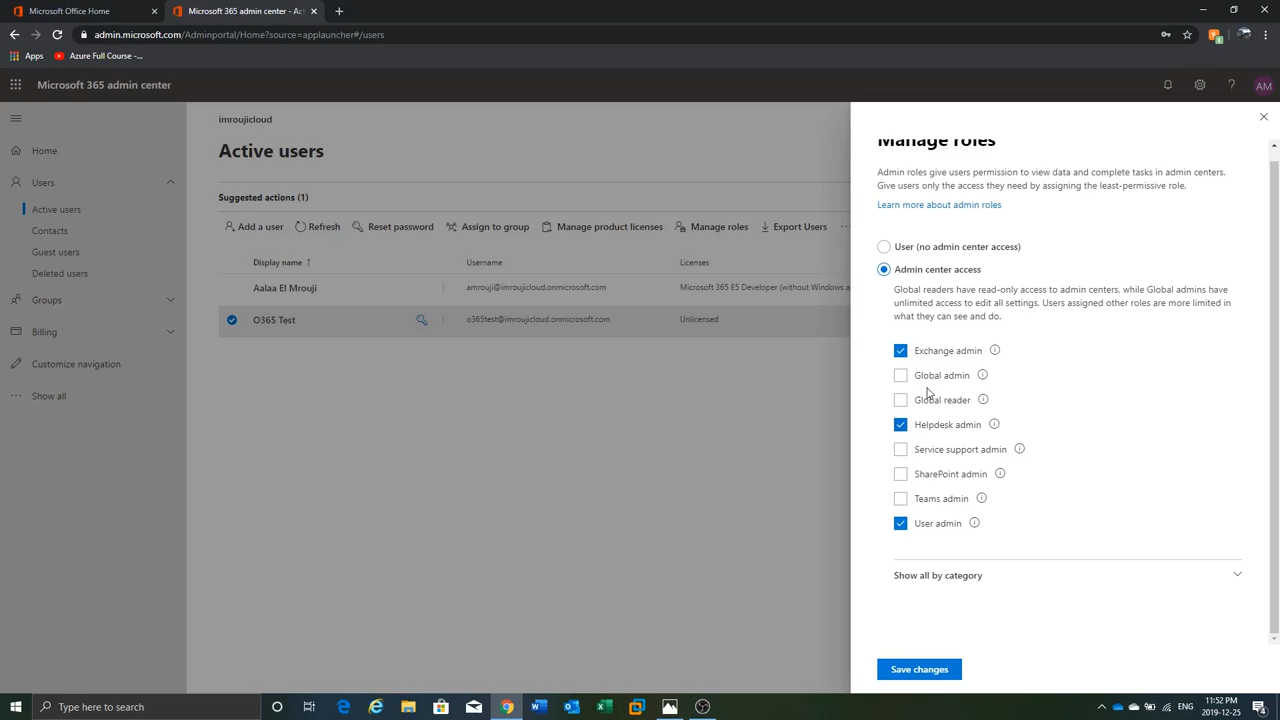 Microsoft Office Home
Microsoft 365 admin center -
admin.microsoft.com/Adminportal/Home?source=applauncher#/users
Apps
Azure Full Course -...
Microsoft 365 admin center
AM
imroujicloud
Manage roles
Home
Active users
Admin roles give users permission to view data and complete tasks in admin centers.
Give users only the access they need by assigning the least-permissive role.
Users
Suggested actions (1)
Learn more about admin roles
Active users
Add a user Refresh Reset password Assign to group Manage product licenses Manage roles Export Users ...
Contacts
User (no admin center access)
Guest users
Display name ↑ Username Licenses
Admin center access
Deleted users
Aalaa El Mrouji amrouji@imroujicloud.onmicrosoft.com Microsoft 365 E5 Developer (without Windows a
Global readers have read-only access to admin centers, while Global admins have
unlimited access to edit all settings. Users assigned other roles are more limited in
what they can see and do.
Groups
O365 Test o365test@imroujicloud.onmicrosoft.com Unlicensed
Billing
Exchange admin
Customize navigation
Global admin
Show all
Global reader
Helpdesk admin
Service support admin
SharePoint admin
Teams admin
User admin
Show all by category
Save changes
Type here to search
ENG
11:52 PM
2019-12-25
4